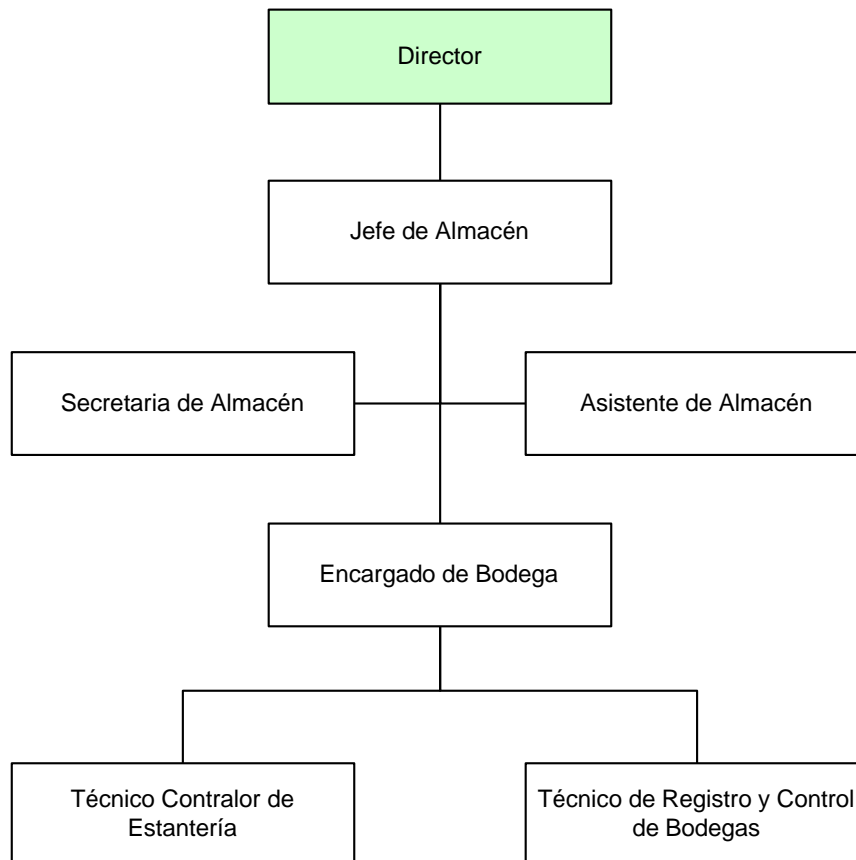 Director
Jefe de Almacén
Secretaria de Almacén
Asistente de Almacén
Encargado de Bodega
Técnico Contralor de
Estantería
Técnico de Registro y Control
de Bodegas